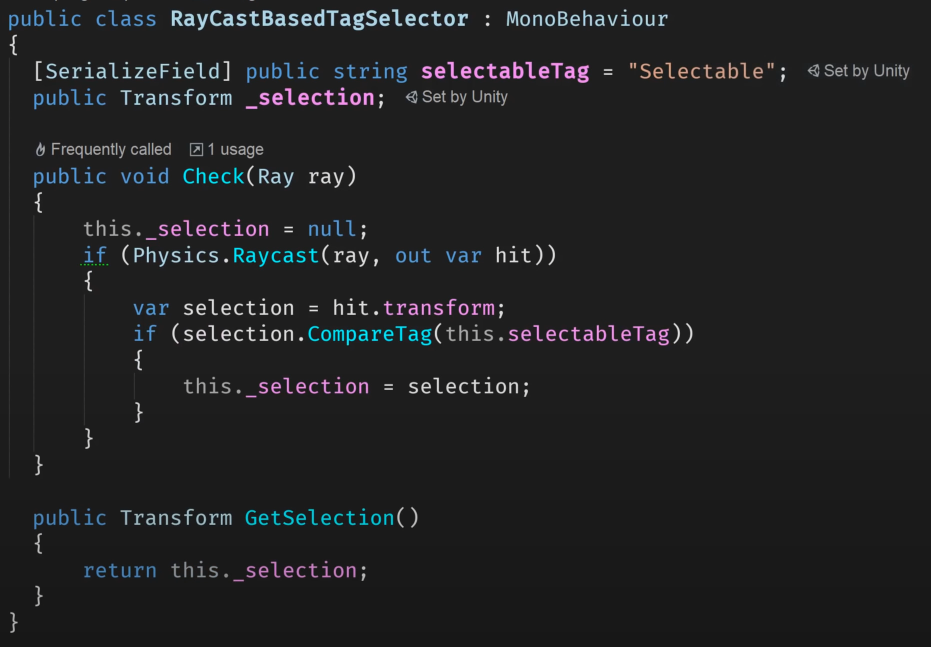 public class RayCastBasedTagSelector : MonoBehaviour
{
[SerializeField] public string selectableTag = "Selectable"; Set by Unity
public Transform _selection; Set by Unity
Frequently called 1 usage
public void Check(Ray ray)
{
this._selection = null;
if (Physics.Raycast(ray, out var hit))
{
var selection = hit.transform;
if (selection.CompareTag(this.selectableTag))
{
this._selection = selection;
}
}
}
public Transform GetSelection()
{
return this._selection;
}
}